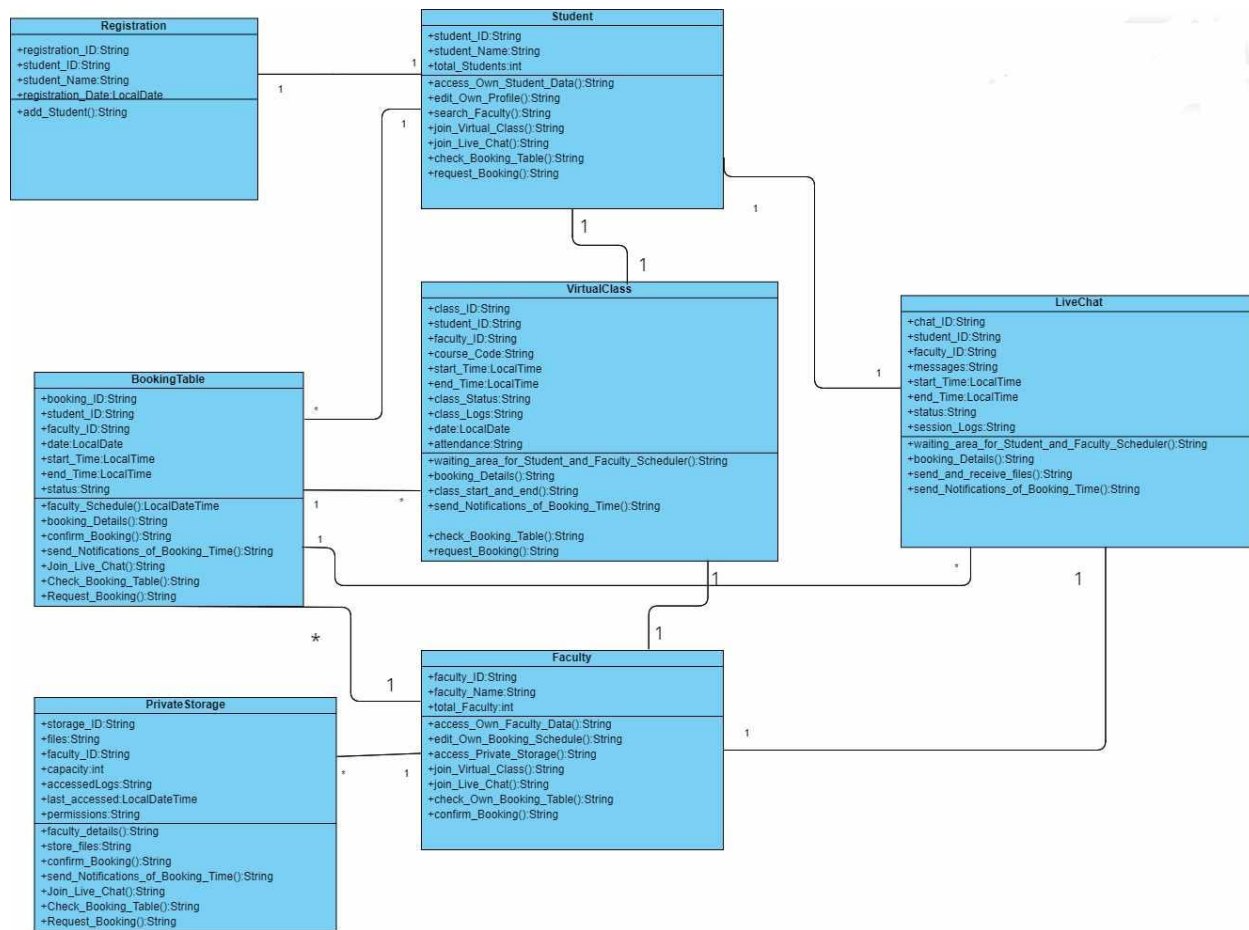 Registration
+registration_ID:String
+student_ID:String
+student_Name:String
+registration_Date:LocalDate
+add_Student():String
1
1
Student
+student_ID:String
+student_Name:String
+total_Students:int
+access_Own_Student_Data():String
+edit_Own_Profile():String
+search_Faculty():String
+join_Virtual_Class():String
+join_Live_Chat():String
+check_Booking_Table():String
+request_Booking():String
1
1
1
1
VirtualClass
+class_ID:String
+student_ID:String
+faculty_ID:String
+course_Code:String
+start_Time:LocalTime
+end_Time:LocalTime
+class_Status:String
+class_Logs:String
+date:LocalDate
+attendance:String
+waiting_area_for_Student_and_Faculty_Scheduler():String
+booking_Details():String
+class_start_and_end():String
+send_Notifications_of_Booking_Time():String
+check_Booking_Table():String
+request_Booking():String
1
1
LiveChat
+chat_ID:String
+student_ID:String
+faculty_ID:String
+messages:String
+start_Time:LocalTime
+end_Time:LocalTime
+status:String
+session_Logs:String
+waiting_area_for_Student_and_Faculty_Scheduler():String
+booking_Details():String
+send_and_receive_files():String
+send_Notifications_of_Booking_Time():String
1
*
1
BookingTable
+booking_ID:String
+student_ID:String
+faculty_ID:String
+date:LocalDate
+start_Time:LocalTime
+end_Time:LocalTime
+status:String
+faculty_Schedule():LocalDateTime
+booking_Details():String
+confirm_Booking():String
+send_Notifications_of_Booking_Time():String
+Join_Live_Chat():String
+Check_Booking_Table():String
+Request_Booking():String
*
1
*
1
*
1
Faculty
+faculty_ID:String
+faculty_Name:String
+total_Faculty:int
+access_Own_Faculty_Data():String
+edit_Own_Booking_Schedule():String
+access_Private_Storage():String
+join_Virtual_Class():String
+join_Live_Chat():String
+check_Own_Booking_Table():String
+confirm_Booking():String
1
PrivateStorage
+storage_ID:String
+files:String
+faculty_ID:String
+capacity:int
+accessedLogs:String
+last_accessed:LocalDateTime
+permissions:String
+faculty_details():String
+store_files:String
+confirm_Booking():String
+send_Notifications_of_Booking_Time():String
+Join_Live_Chat():String
+Check_Booking_Table():String
+Request_Booking():String
*
1